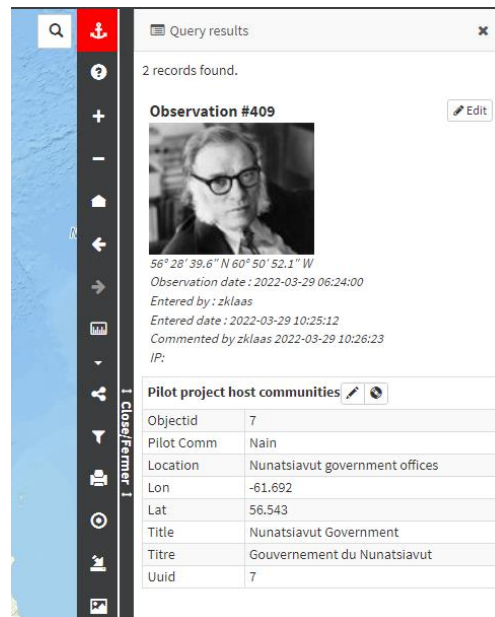 Query results
2 records found.
Observation #409
Edit
56° 28' 39.6" N 60° 50' 52.1" W
Observation date : 2022-03-29 06:24:00
Entered by : zklaas
Entered date : 2022-03-29 10:25:12
Commented by zklaas 2022-03-29 10:26:23
IP:
Close/Fermer
Pilot project host communities
Objectid 7
Pilot Comm Nain
Location Nunatsiavut government offices
Lon -61.692
Lat 56.543
Title Nunatsiavut Government
Titre Gouvernement du Nunatsiavut
Uuid 7